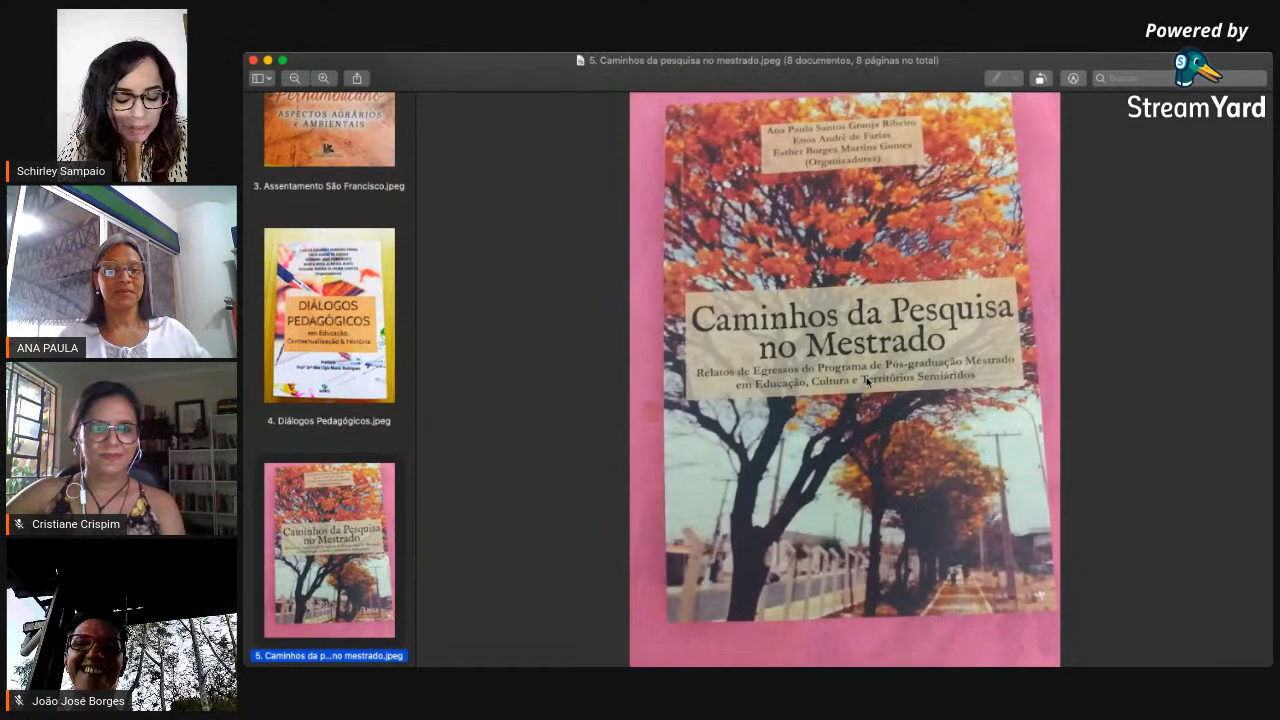 Powered by
StreamYard
Schirley Sampaio
ANA PAULA
Cristiane Crispim
João José Borges
5. Caminhos da pesquisa no mestrado.jpeg (8 documentos, 8 páginas no total)
Buscar
Pernambucano
ASPECTOS AGRÁRIOS
e AMBIENTAIS
3. Assentamento São Francisco.jpeg
(Organizadores)
DIÁLOGOS
PEDAGÓGICOS
em Educação,
Contextualização & História
4. Diálogos Pedagógicos.jpeg
Caminhos da Pesquisa
no Mestrado
5. Caminhos da p...no mestrado.jpeg
Ana Paula Santos Granja Ribeiro
Enos André de Farias
Esther Borges Martins Gomes
(Organizadores)
Caminhos da Pesquisa
no Mestrado
Relatos de Egressos do Programa de Pós-graduação Mestrado
em Educação, Cultura e Territórios Semiáridos